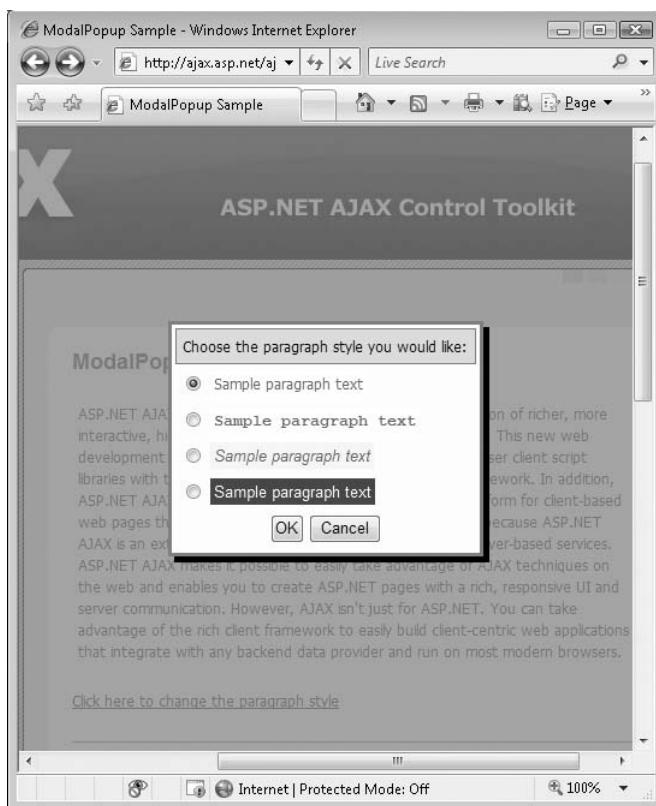 ModalPopup Sample - Windows Internet Explorer
http://ajax.asp.net/aj
Live Search
ModalPopup Sample
Page
X
ASP.NET AJAX Control Toolkit
ModalPop
Choose the paragraph style you would like:
Sample paragraph text
Sample paragraph text
Sample paragraph text
Sample paragraph text
OK Cancel
ASP.NET AJA on of richer, more
interactive, hi This new web
development ser client script
libraries with t ework. In addition,
ASP.NET AJA form for client-based
web pages th because ASP.NET
AJAX is an ext ver-based services.
ASP.NET AJAX makes it possible to easily take advantage of AJAX techniques on
the web and enables you to create ASP.NET pages with a rich, responsive UI and
server communication. However, AJAX isn't just for ASP.NET. You can take
advantage of the rich client framework to easily build client-centric web applications
that integrate with any backend data provider and run on most modern browsers.
Click here to change the paragraph style
Internet | Protected Mode: Off
100%